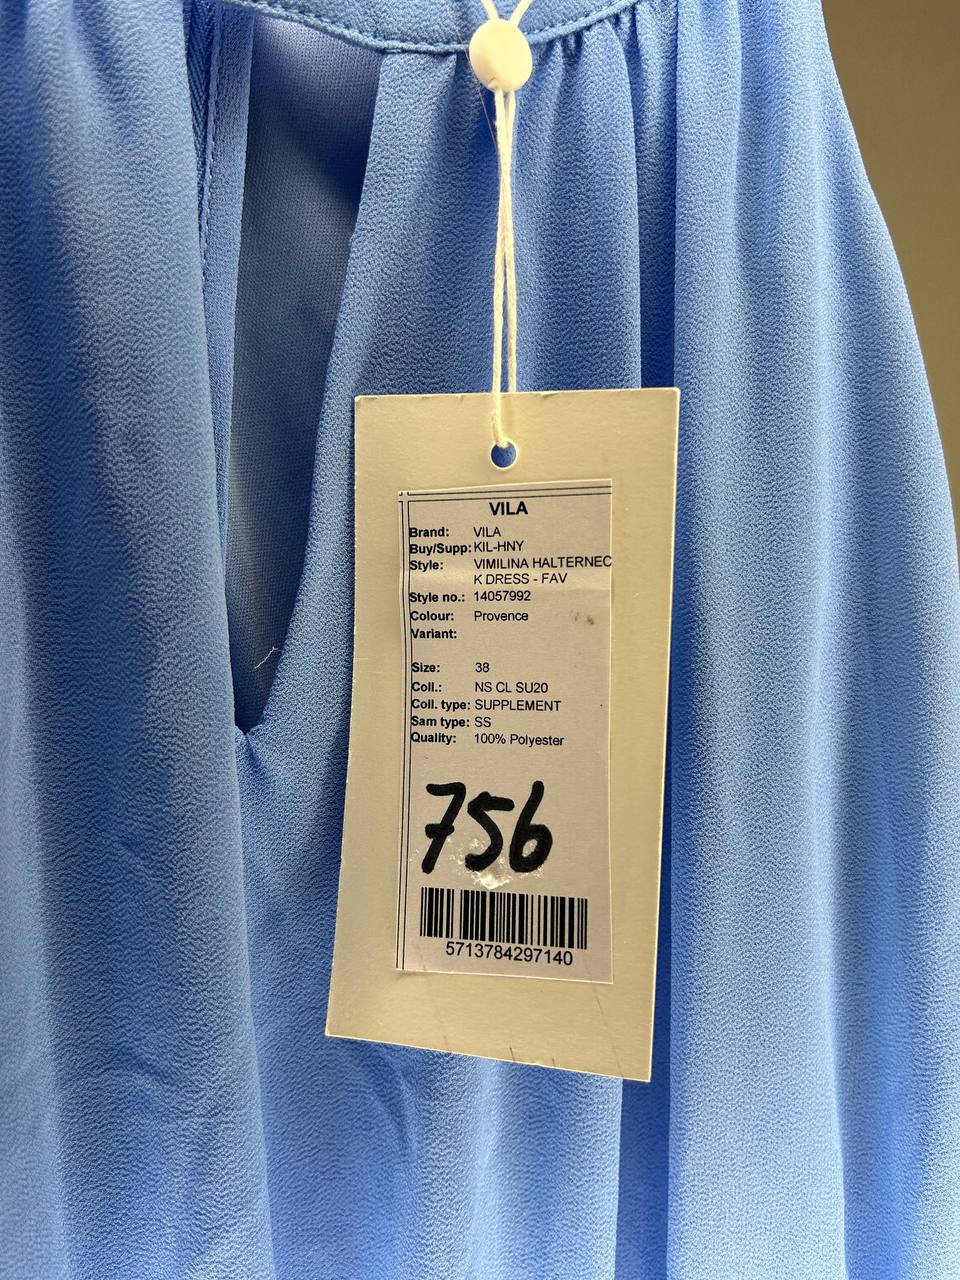 VILA
Brand: VILA
Buy/Supp: KIL-HNY
Style: VIMILINA HALTERNEC
K DRESS - FAV
Style no.: 14057992
Colour: Provence
Variant:
Size: 38
Coll.: NS CL SU20
Coll. type: SUPPLEMENT
Sam type: SS
Quality: 100% Polyester
756
5713784297140